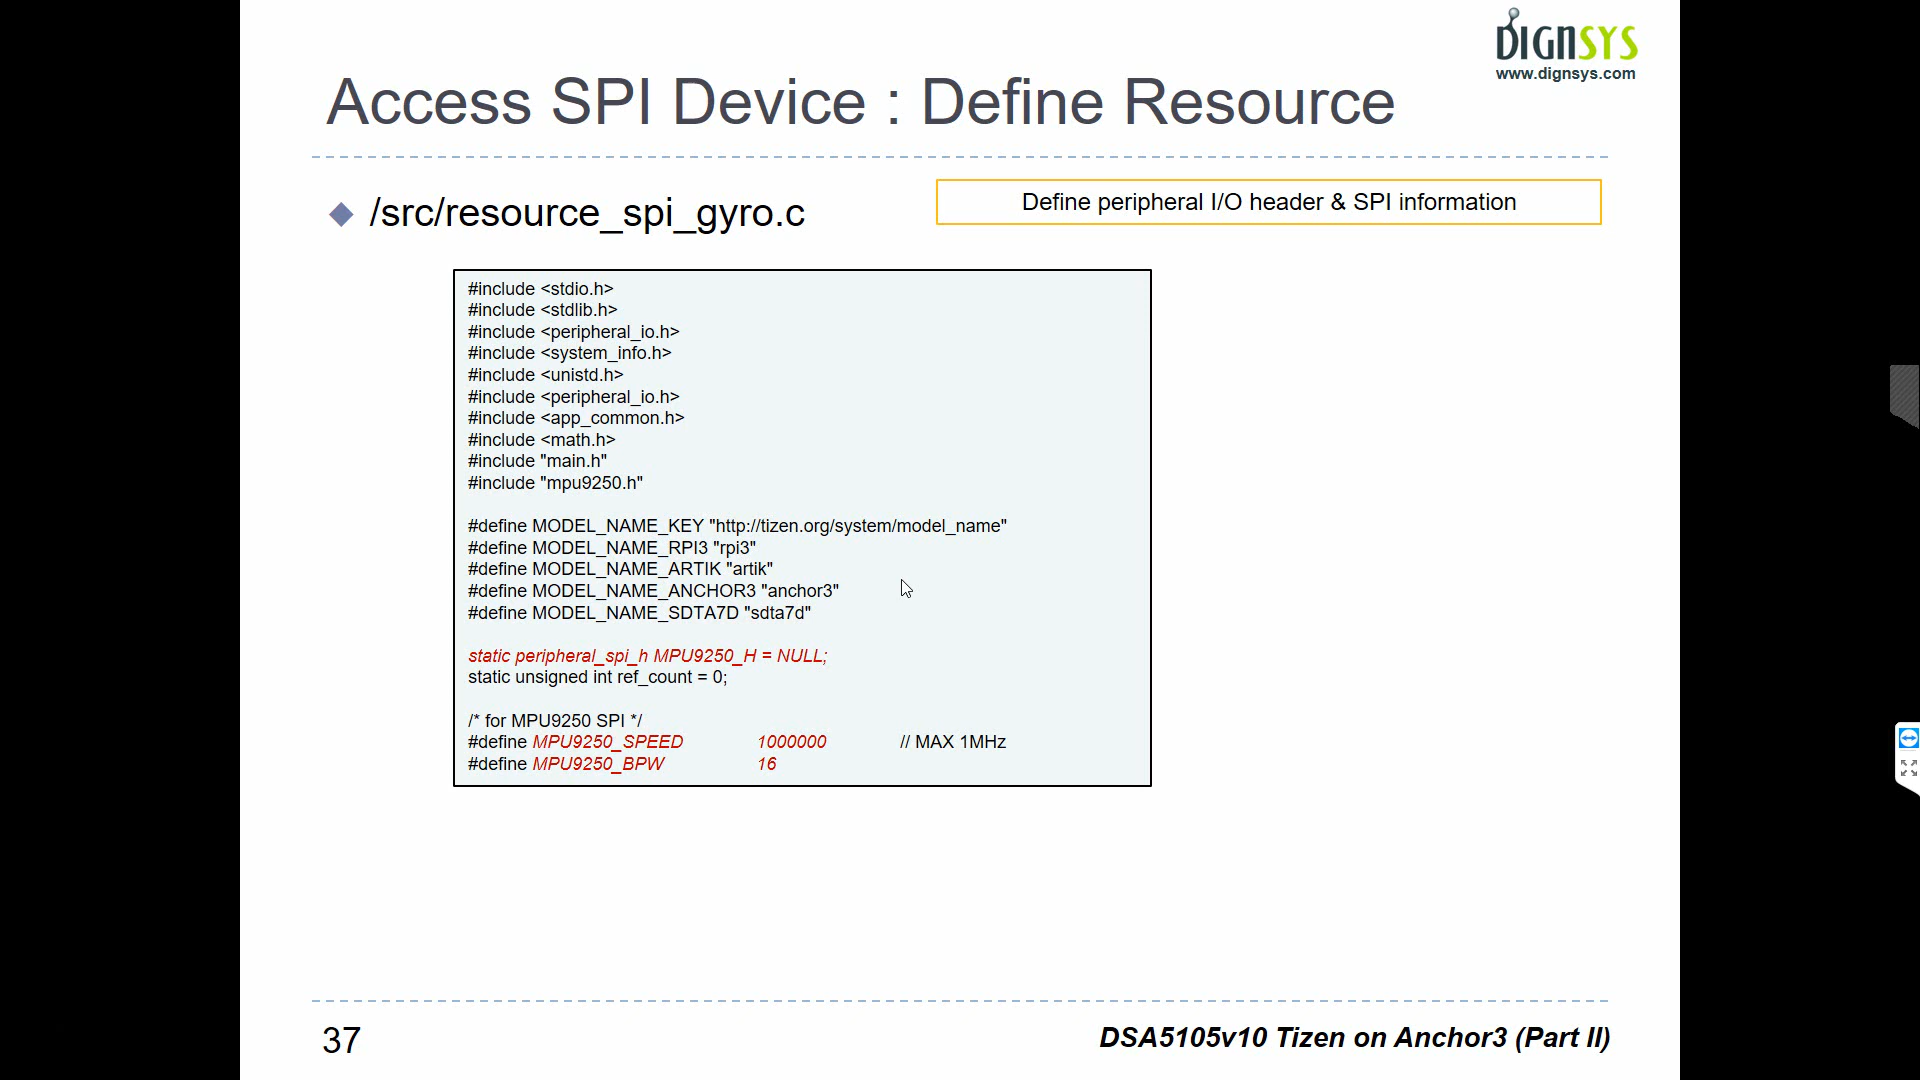 DIGNSYS
www.dignsys.com
Access SPI Device : Define Resource
/src/resource_spi_gyro.c
Define peripheral I/O header & SPI information
#include <stdio.h>
#include <stdlib.h>
#include <peripheral_io.h>
#include <system_info.h>
#include <unistd.h>
#include <peripheral_io.h>
#include <app_common.h>
#include <math.h>
#include "main.h"
#include "mpu9250.h"
#define MODEL_NAME_KEY "http://tizen.org/system/model_name"
#define MODEL_NAME_RPI3 "rpi3"
#define MODEL_NAME_ARTIK "artik"
#define MODEL_NAME_ANCHOR3 "anchor3"
#define MODEL_NAME_SDTA7D "sdta7d"
static peripheral_spi_h MPU9250_H = NULL;
static unsigned int ref_count = 0;
/* for MPU9250 SPI */
#define MPU9250_SPEED 1000000 // MAX 1MHz
#define MPU9250_BPW 16
37
DSA5105v10 Tizen on Anchor3 (Part II)